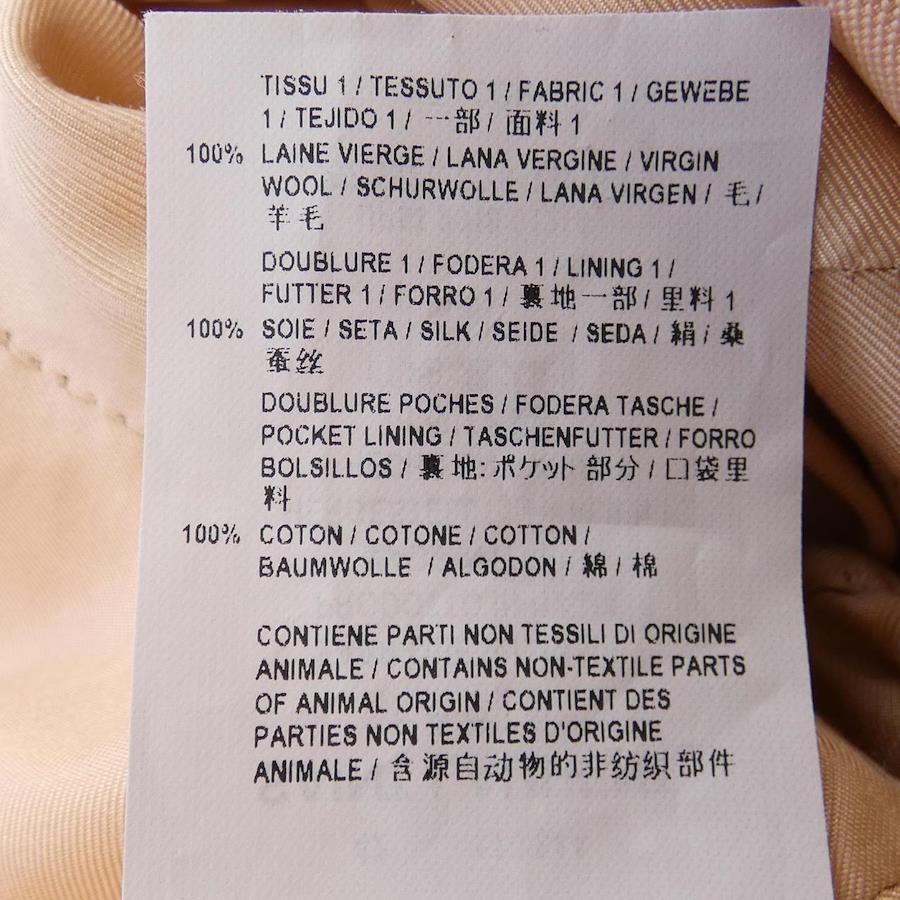 TISSU 1 / TESSUTO 1 / FABRIC 1 / GEWEBE
1 / TEJIDO 1 / 一部 / 面料 1
100% LAINE VIERGE / LANA VERGINE / VIRGIN
WOOL / SCHURWOLLE / LANA VIRGEN / 毛 /
羊毛
DOUBLURE 1 / FODERA 1 / LINING 1 /
FUTTER 1 / FORRO 1 / 裏地一部 / 里料 1
100% SOIE / SETA / SILK / SEIDE / SEDA / 絹 / 桑
蚕丝
DOUBLURE POCHES / FODERA TASCHE /
POCKET LINING / TASCHENFUTTER / FORRO
BOLSILLOS / 裏地: ポケット 部分 / 口袋里
料
100% COTON / COTONE / COTTON /
BAUMWOLLE / ALGODON / 綿 / 棉
CONTIENE PARTI NON TESSILI DI ORIGINE
ANIMALE / CONTAINS NON-TEXTILE PARTS
OF ANIMAL ORIGIN / CONTIENT DES
PARTIES NON TEXTILES D'ORIGINE
ANIMALE / 含源自动物的非纺织部件